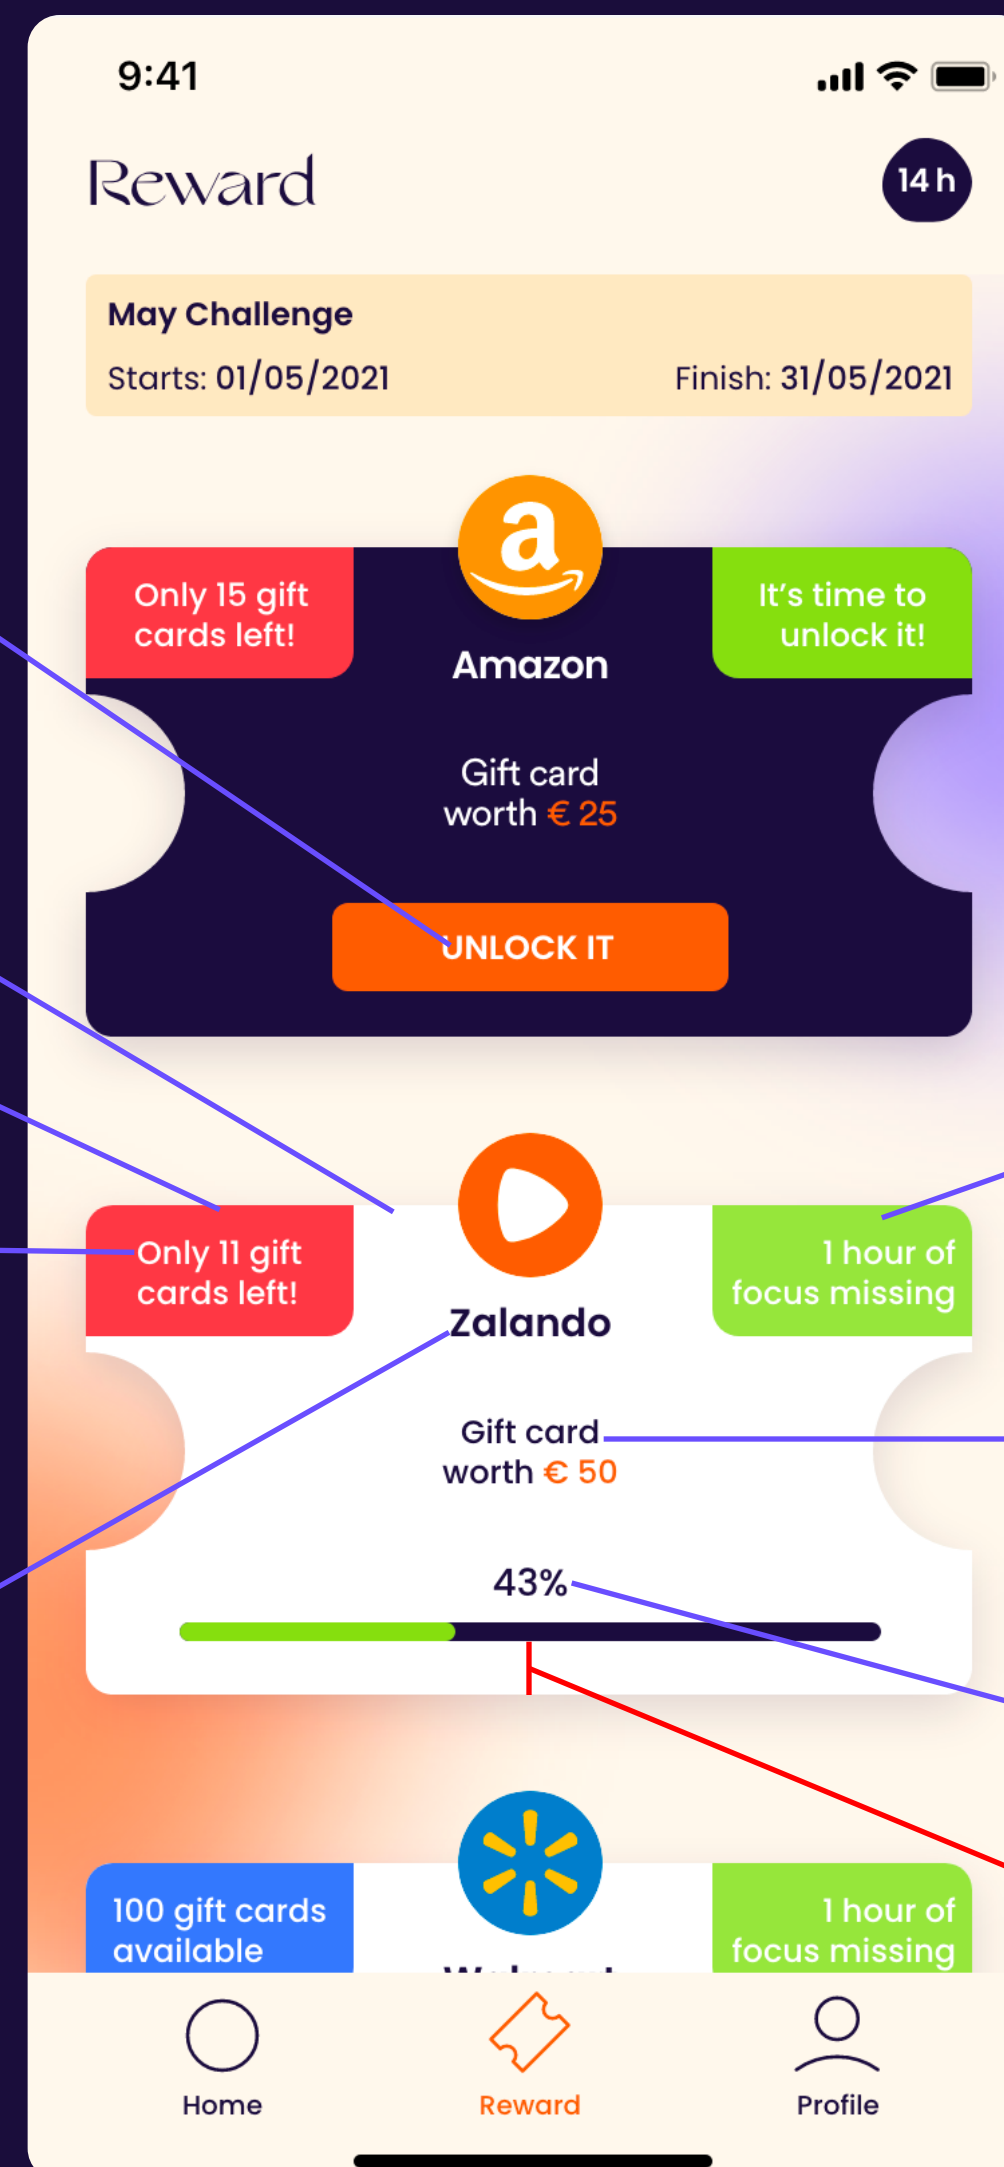 9:41
Reward
14 h
May Challenge
Starts: 01/05/2021
Finish: 31/05/2021
Only 15 gift
cards left!
a
It's time to
unlock it!
Amazon
Gift card
worth € 25
UNLOCK IT
Only 11 gift
cards left!
1 hour of
focus missing
Zalando
Gift card
worth € 50
43%
100 gift cards
available
1 hour of
focus missing
Home
Reward
Profile